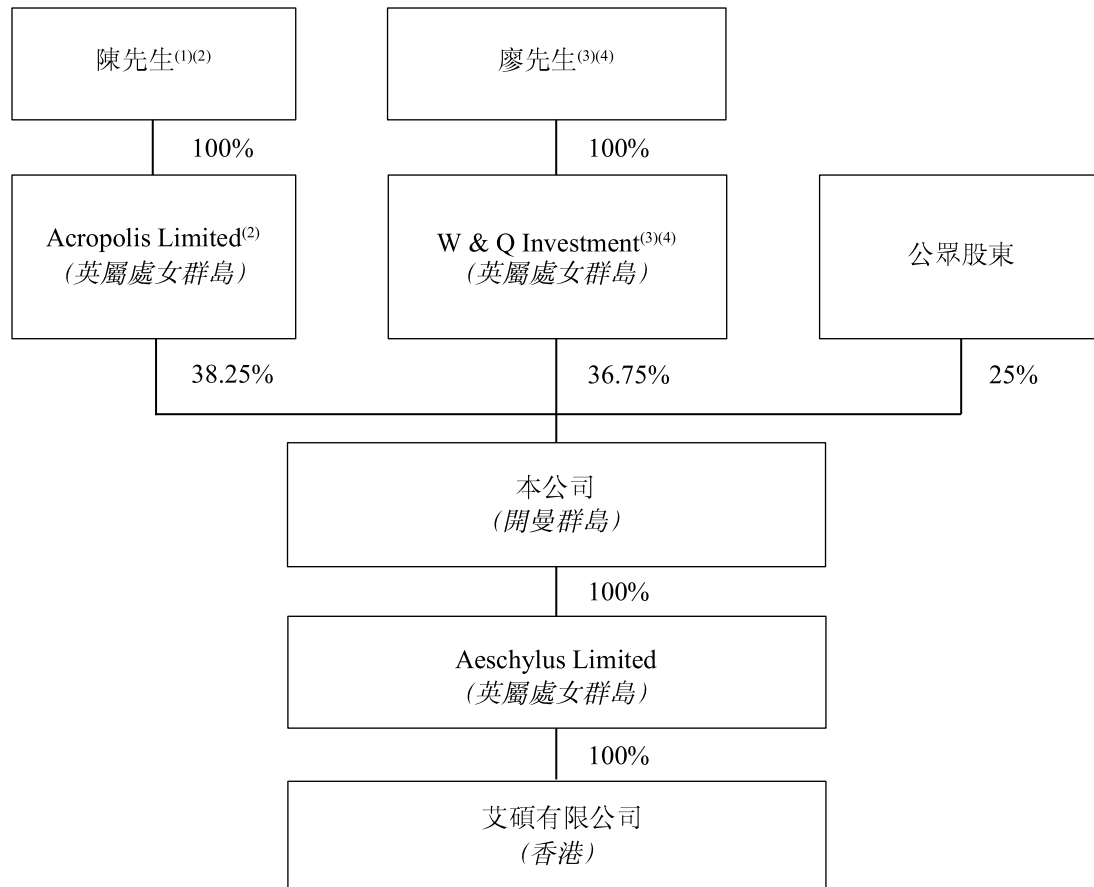 陳先生(1)(2)
廖先生(3)(4)
100%
100%
Acropolis Limited(2)
(英屬處女群島)
W & Q Investment(3)(4)
(英屬處女群島)
公眾股東
38.25%
36.75%
25%
本公司
(開曼群島)
100%
Aeschylus Limited
(英屬處女群島)
100%
艾碩有限公司
(香港)